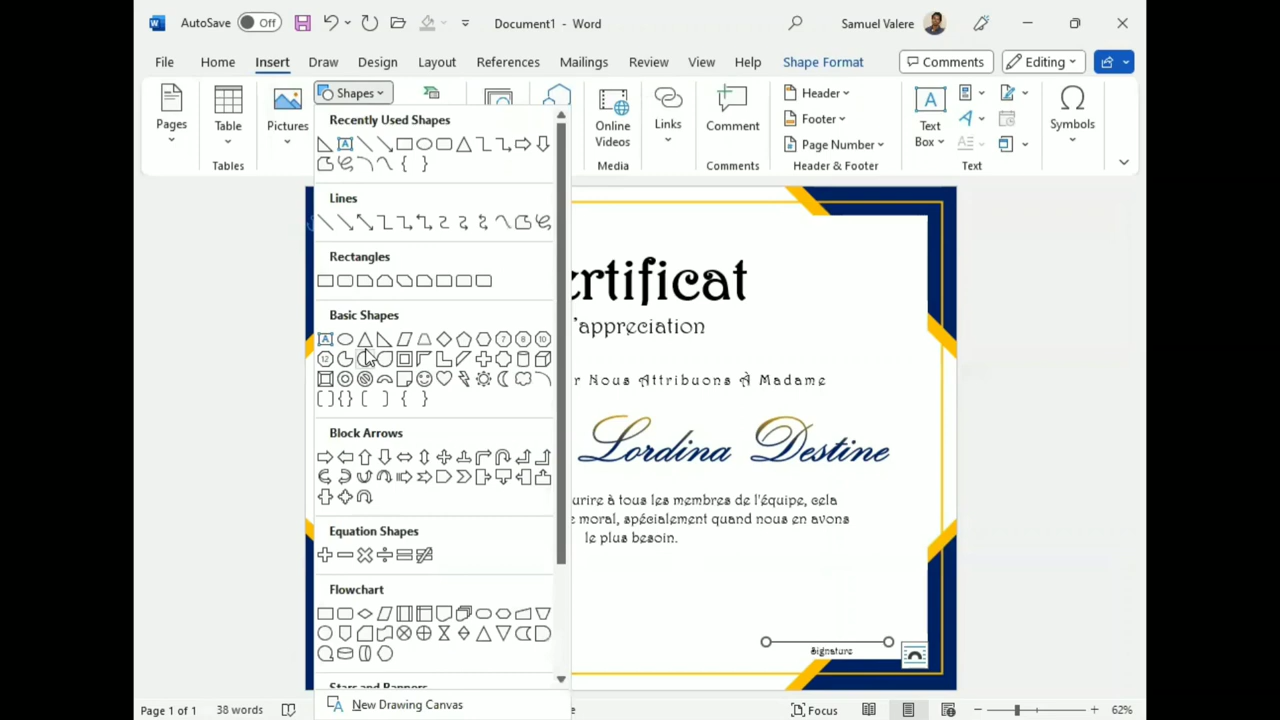 AutoSave Off Document1 - Word Samuel Valere
File Home Insert Draw Design Layout References Mailings Review View Help Shape Format Comments Editing
Pages
Table
Tables
Pictures
Shapes
Online
Videos
Media
Links
Comment
Comments
Header
Footer
Page Number
Header & Footer
Text
Box
Text
Symbols
Recently Used Shapes
Lines
Rectangles
Basic Shapes
Block Arrows
Equation Shapes
Flowchart
Stars and Banners
New Drawing Canvas
ertificat
'appreciation
r Nous Attribuons À Madame
Lordina Destine
urire à tous les membres de l'équipe, cela
e moral, spécialement quand nous en avons
le plus besoin.
Signature
Page 1 of 1 38 words Focus 62%